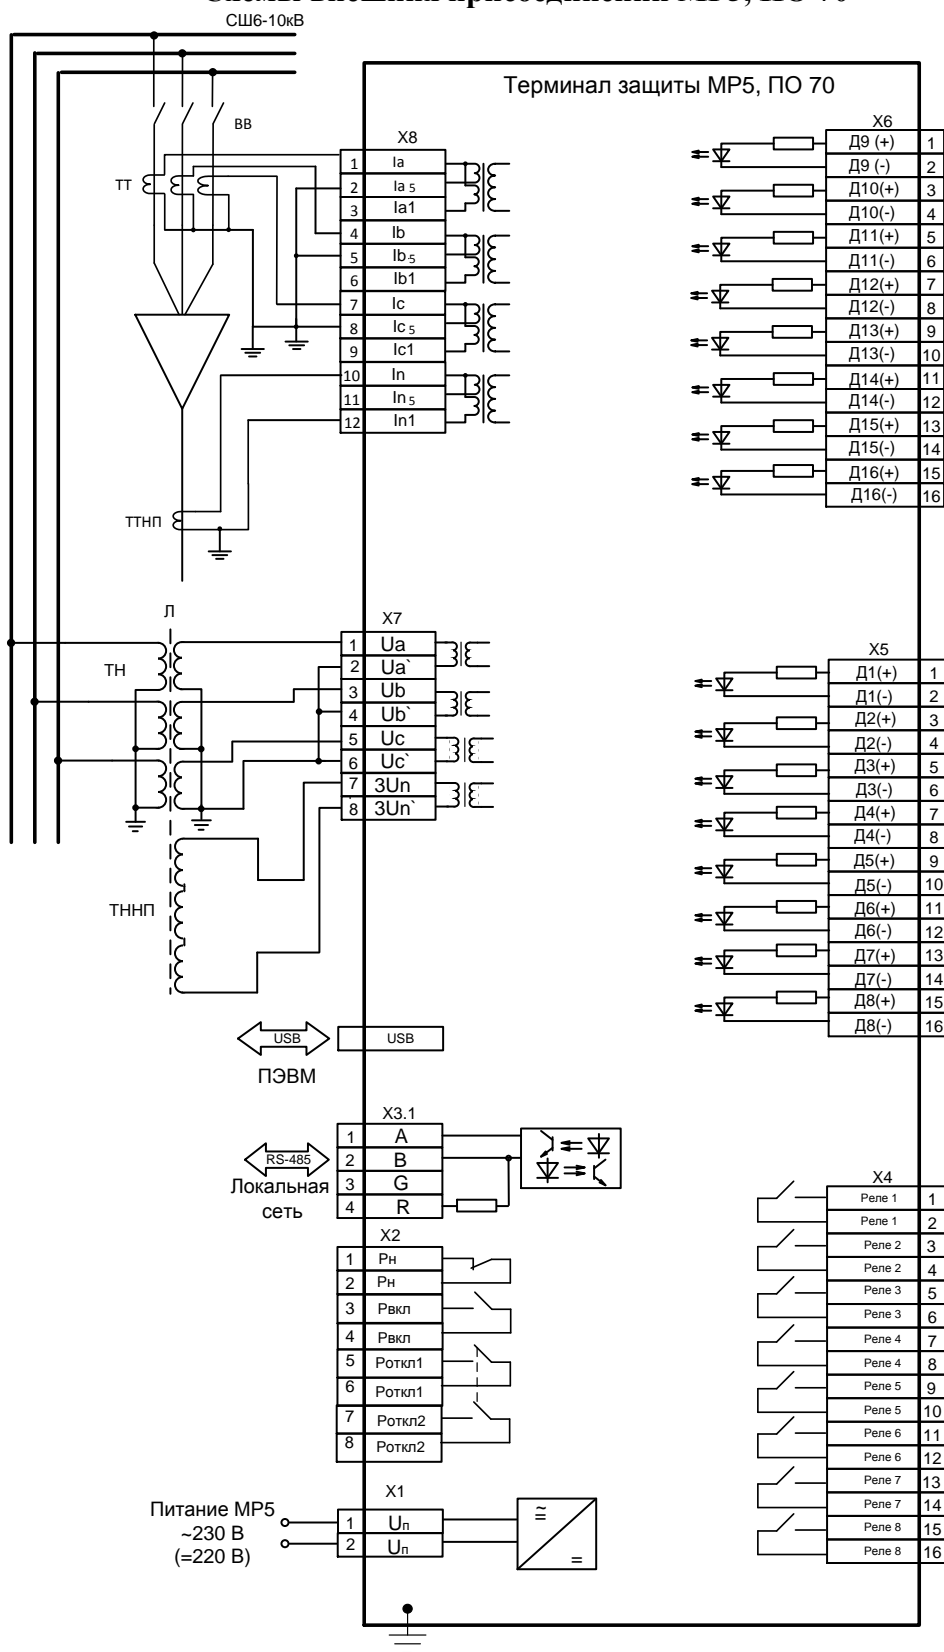 Схемы внешних присоединений МР5, ПО 70
СШ6-10кВ
Терминал защиты МР5, ПО 70
ВВ
ТТ
ТТНП
X8
1 Ia
2 Ia 5
3 Ia1
4 Ib
5 Ib 5
6 Ib1
7 Ic
8 Ic 5
9 Ic1
10 In
11 In 5
12 In1
X6
Д9 (+) 1
Д9 (-) 2
Д10(+) 3
Д10(-) 4
Д11(+) 5
Д11(-) 6
Д12(+) 7
Д12(-) 8
Д13(+) 9
Д13(-) 10
Д14(+) 11
Д14(-) 12
Д15(+) 13
Д15(-) 14
Д16(+) 15
Д16(-) 16
Л
ТН
ТННП
X7
1 Ua
2 Ua`
3 Ub
4 Ub`
5 Uc
6 Uc`
7 3Un
8 3Un`
X5
Д1(+) 1
Д1(-) 2
Д2(+) 3
Д2(-) 4
Д3(+) 5
Д3(-) 6
Д4(+) 7
Д4(-) 8
Д5(+) 9
Д5(-) 10
Д6(+) 11
Д6(-) 12
Д7(+) 13
Д7(-) 14
Д8(+) 15
Д8(-) 16
USB
USB
ПЭВМ
X3.1
1 A
2 B
3 G
4 R
RS-485
Локальная
сеть
X2
1 Рн
2 Рн
3 Рвкл
4 Рвкл
5 Роткл1
6 Роткл1
7 Роткл2
8 Роткл2
X4
Реле 1 1
Реле 1 2
Реле 2 3
Реле 2 4
Реле 3 5
Реле 3 6
Реле 4 7
Реле 4 8
Реле 5 9
Реле 5 10
Реле 6 11
Реле 6 12
Реле 7 13
Реле 7 14
Реле 8 15
Реле 8 16
X1
1 Uп
2 Uп
Питание МР5
~230 В
(=220 В)